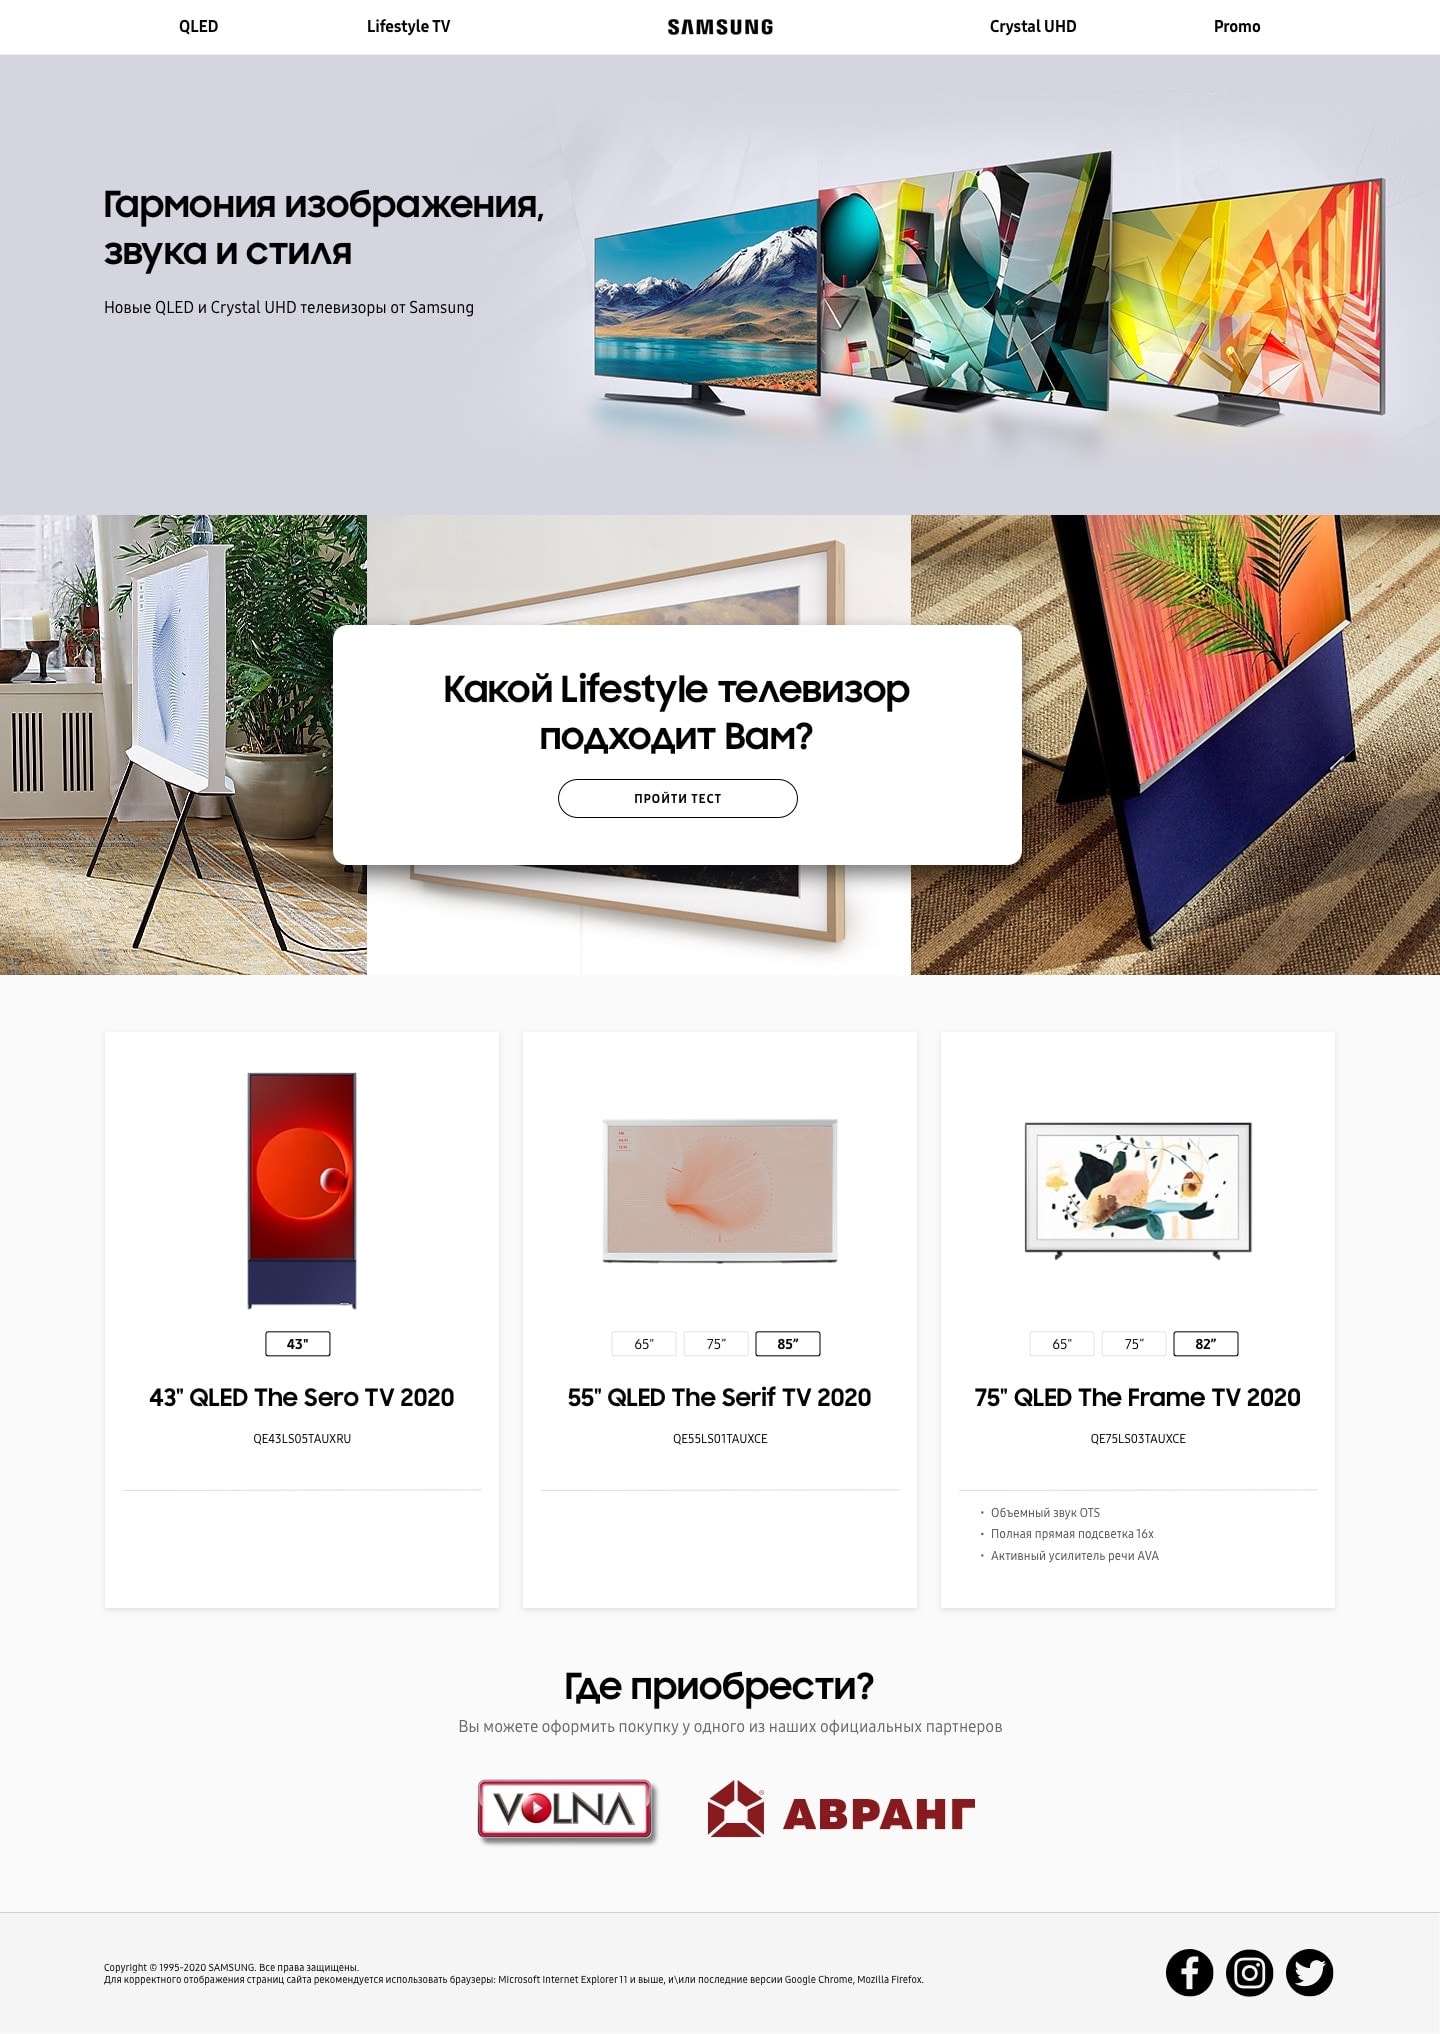 QLED
Lifestyle TV
SAMSUNG
Crystal UHD
Promo
Гармония изображения,
звука и стиля
Новые QLED и Crystal UHD телевизоры от Samsung
Какой Lifestyle телевизор
подходит Вам?
ПРОЙТИ ТЕСТ
43"
43" QLED The Sero TV 2020
QE43LS05TAUXRU
65"
75”
85”
55" QLED The Serif TV 2020
QE55LS01TAUXCE
65"
75”
82”
75" QLED The Frame TV 2020
QE75LS03TAUXCE
• Объемный звук OTS
• Полная прямая подсветка 16x
• Активный усилитель речи AVA
Где приобрести?
Вы можете оформить покупку у одного из наших официальных партнеров
VOLNA
АВРАНГ
Copyright © 1995-2020 SAMSUNG. Все права защищены.
Для корректного отображения страниц сайта рекомендуется использовать браузеры: Microsoft Internet Explorer 11 и выше, и\или последние версии Google Chrome, Mozilla Firefox.